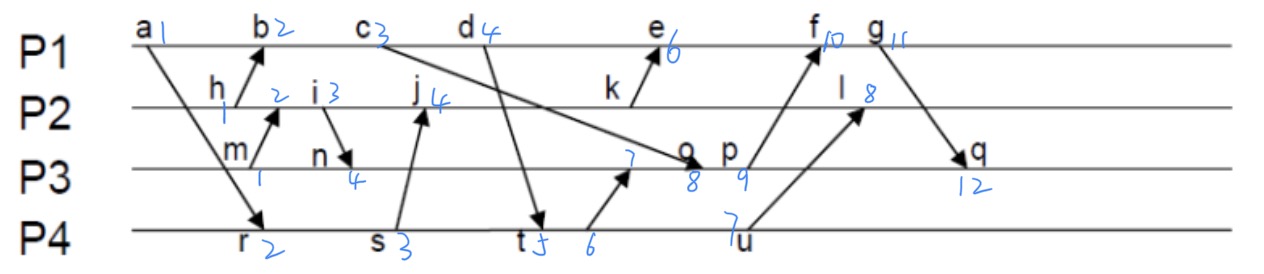 a 1 b 2 c 3 d 4 e 6 f 10 g 11
P1
h 1 2 i 3 j 4 k l 8
P2
m 1 n 4 7 o 8 p 9 q 12
P3
P4
r 2 s 3 t 5 6 7 u